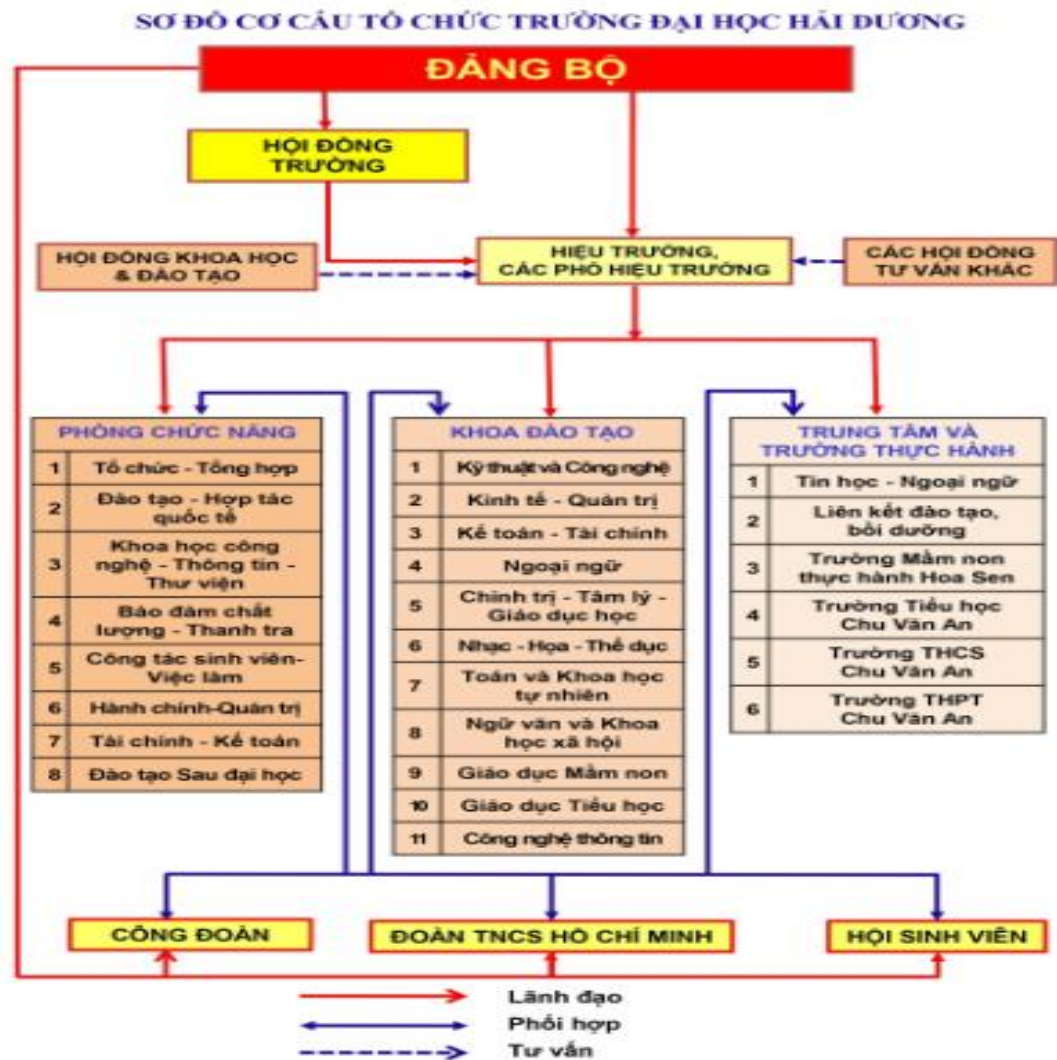 SƠ ĐỒ CƠ CẤU TỔ CHỨC TRƯỜNG ĐẠI HỌC HẢI DƯƠNG
ĐẢNG BỘ
HỘI ĐỒNG
TRƯỜNG
HỘI ĐỒNG KHOA HỌC
& ĐÀO TẠO
HIỆU TRƯỞNG,
CÁC PHÓ HIỆU TRƯỞNG
CÁC HỘI ĐỒNG
TƯ VẤN KHÁC
PHÒNG CHỨC NĂNG
1 Tổ chức - Tổng hợp
2 Đào tạo - Hợp tác
quốc tế
3 Khoa học công
nghệ - Thông tin -
Thư viện
4 Bảo đảm chất
lượng - Thanh tra
5 Công tác sinh viên-
Việc làm
6 Hành chính-Quản trị
7 Tài chính - Kế toán
8 Đào tạo Sau đại học
KHOA ĐÀO TẠO
1 Kỹ thuật và Công nghệ
2 Kinh tế - Quản trị
3 Kế toán - Tài chính
4 Ngoại ngữ
5 Chính trị - Tâm lý -
Giáo dục học
6 Nhạc - Họa - Thể dục
7 Toán và Khoa học
tự nhiên
8 Ngữ văn và Khoa
học xã hội
9 Giáo dục Mầm non
10 Giáo dục Tiểu học
11 Công nghệ thông tin
TRUNG TÂM VÀ
TRƯỜNG THỰC HÀNH
1 Tin học - Ngoại ngữ
2 Liên kết đào tạo,
bồi dưỡng
3 Trường Mầm non
thực hành Hoa Sen
4 Trường Tiểu học
Chu Văn An
5 Trường THCS
Chu Văn An
6 Trường THPT
Chu Văn An
CÔNG ĐOÀN
ĐOÀN TNCS HỒ CHÍ MINH
HỘI SINH VIÊN
Lãnh đạo
Phối hợp
Tư vấn